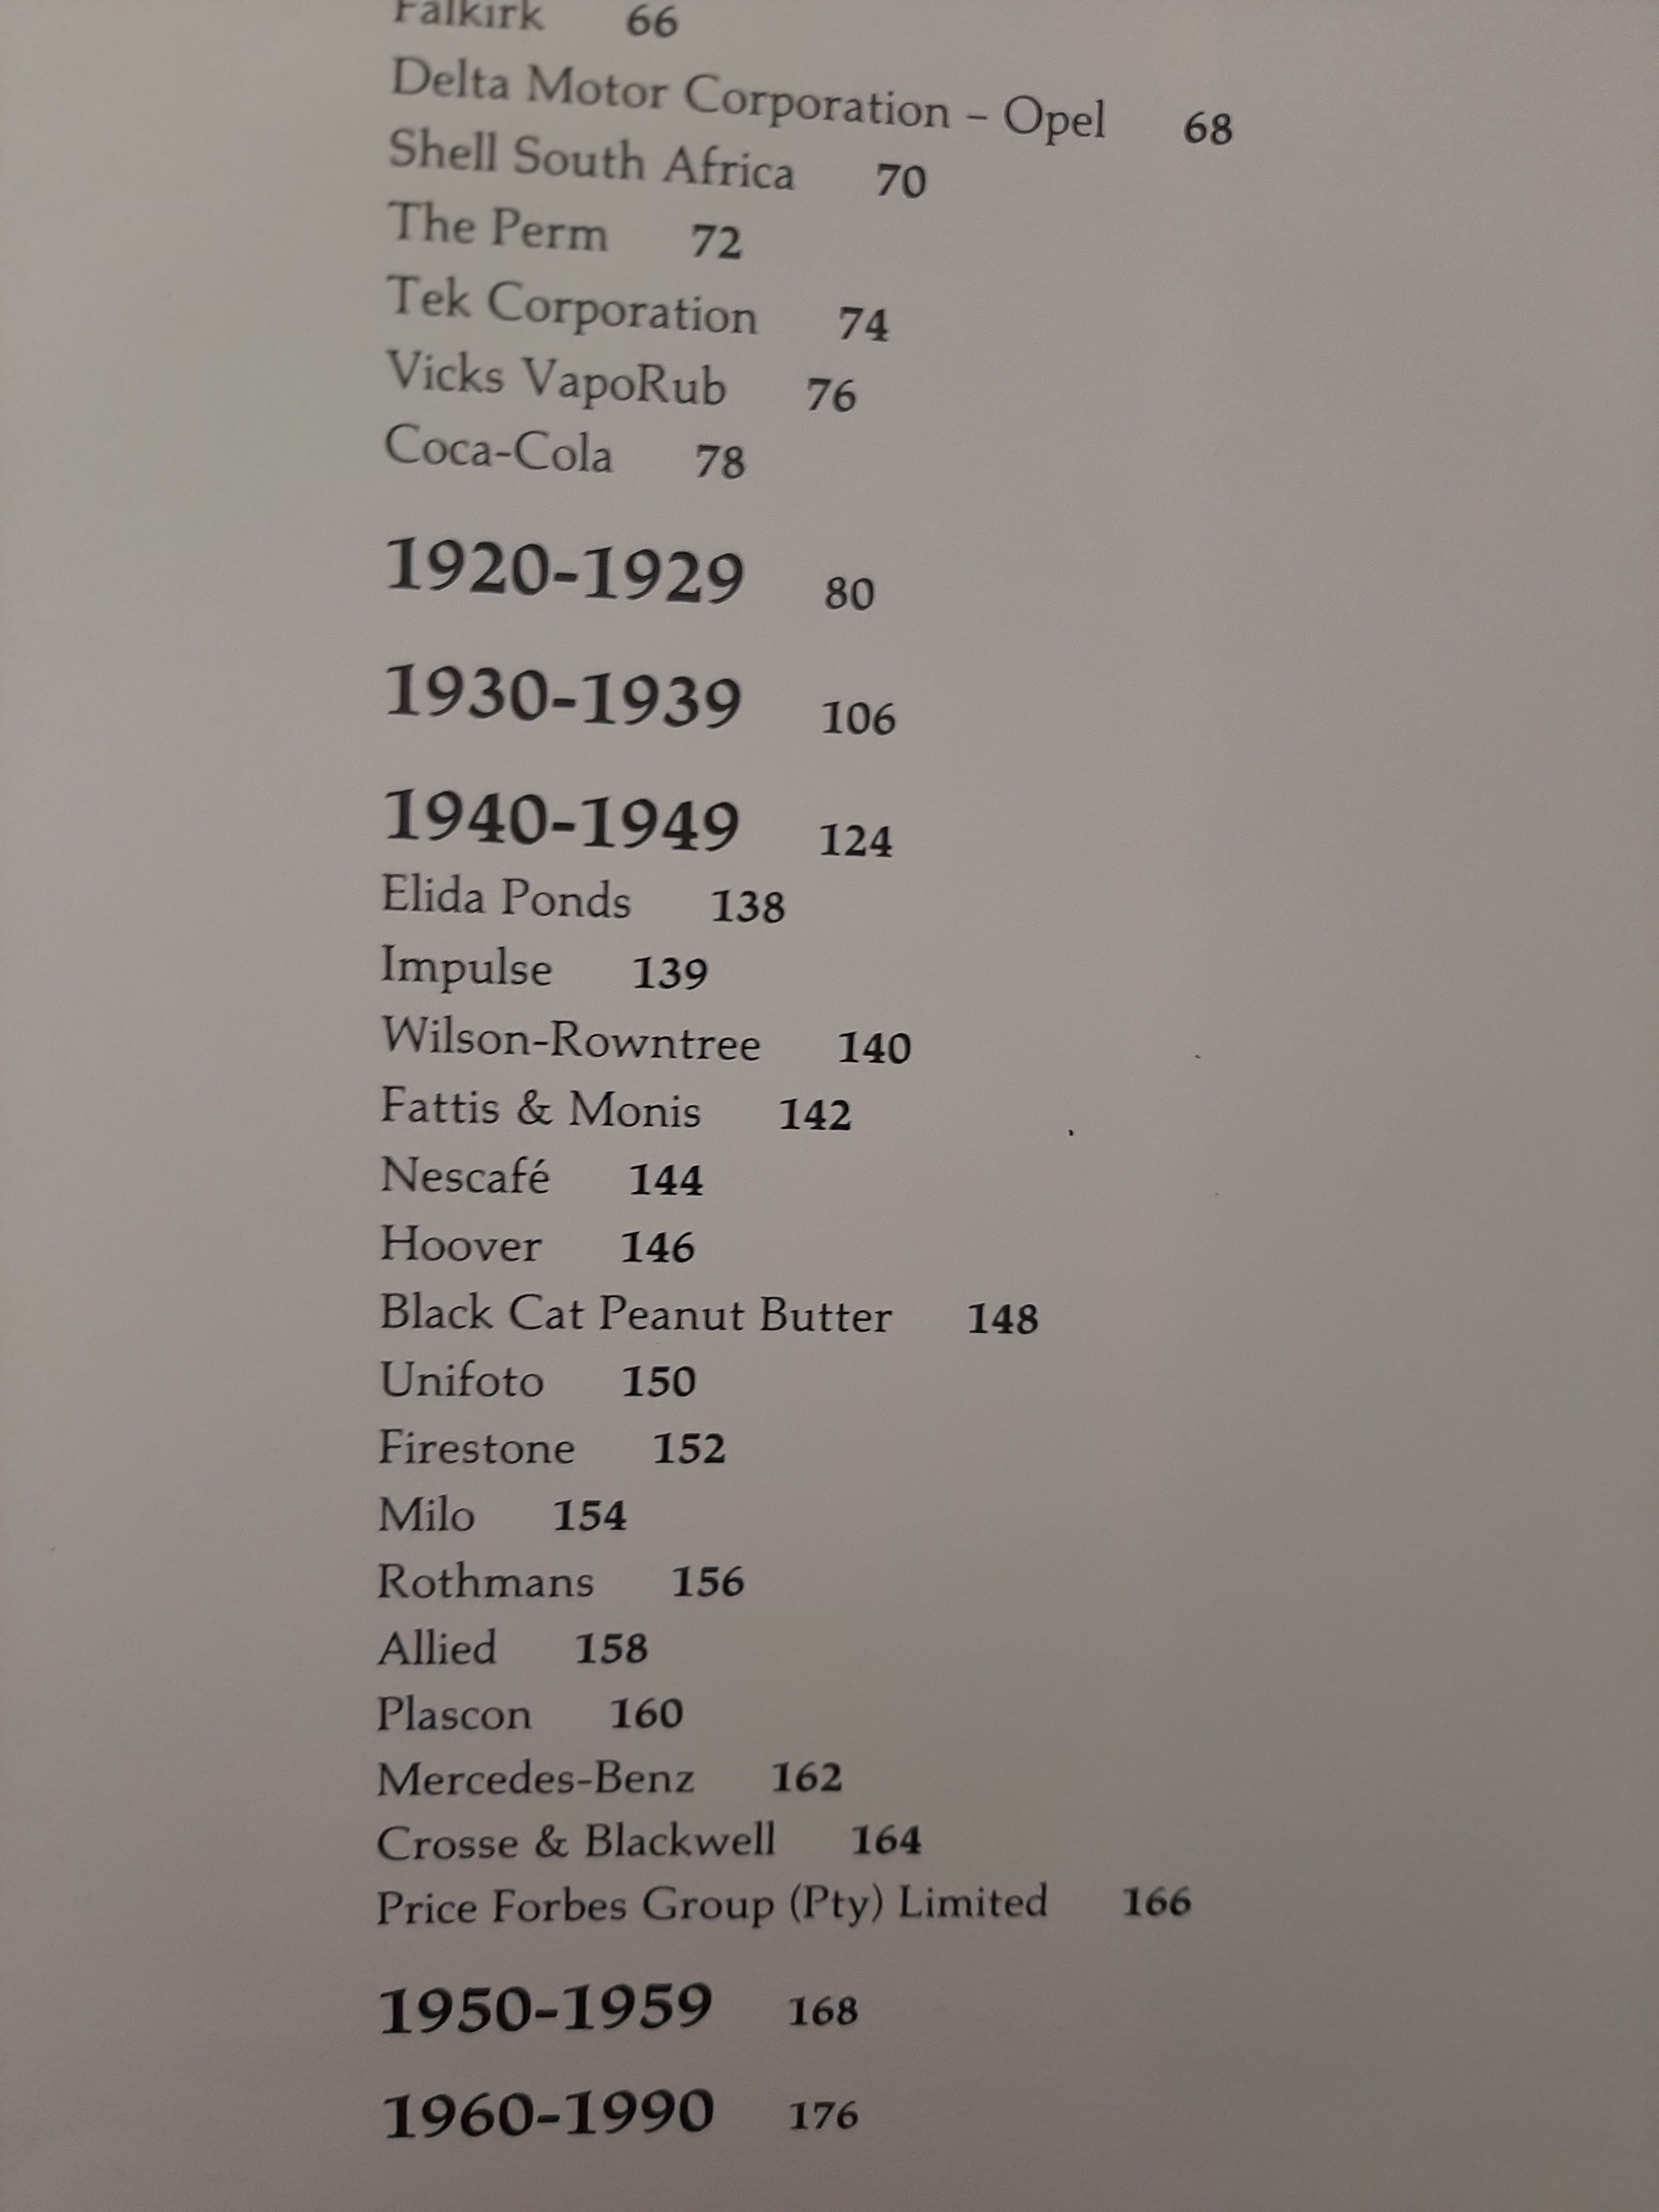 Falkirk 66
Delta Motor Corporation – Opel 68
Shell South Africa 70
The Perm 72
Tek Corporation 74
Vicks VapoRub 76
Coca-Cola 78
1920-1929 80
1930-1939 106
1940-1949 124
Elida Ponds 138
Impulse 139
Wilson-Rowntree 140
Fattis & Monis 142
Nescafé 144
Hoover 146
Black Cat Peanut Butter 148
Unifoto 150
Firestone 152
Milo 154
Rothmans 156
Allied 158
Plascon 160
Mercedes-Benz 162
Crosse & Blackwell 164
Price Forbes Group (Pty) Limited 166
1950-1959 168
1960-1990 176